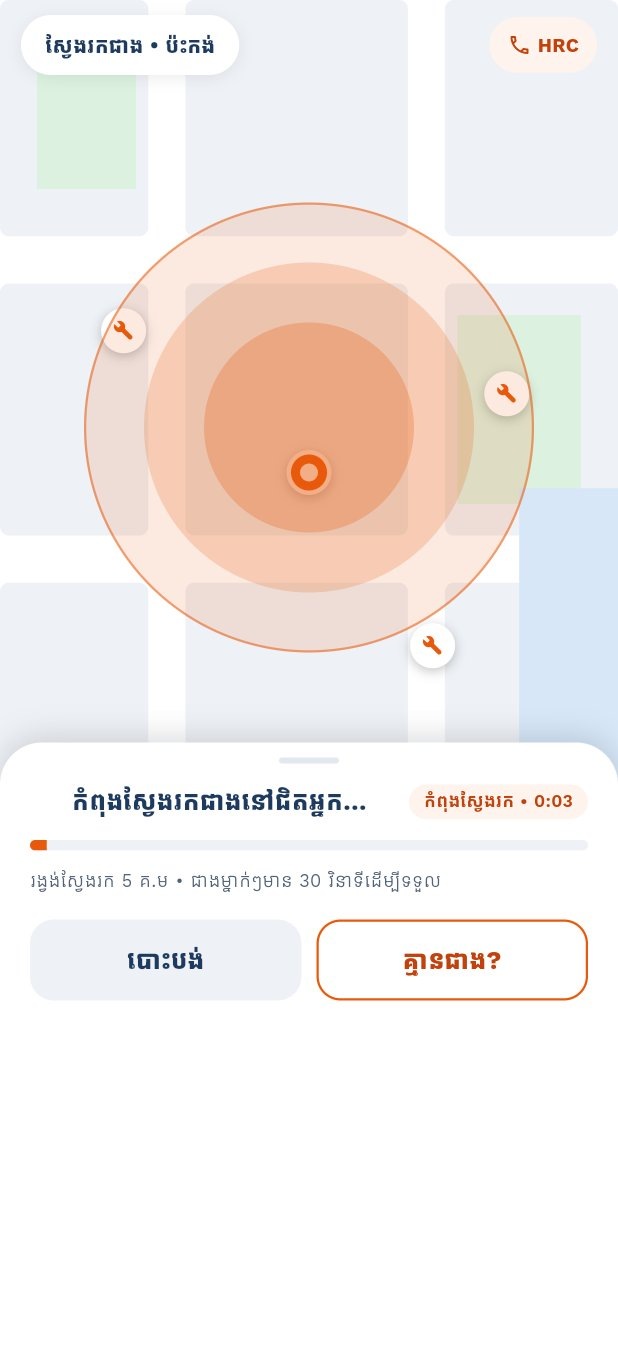 ស្វែងរកជាង • ប៉ះកង់
HRC
កំពុងស្វែងរកជាងនៅជិតអ្នក...
កំពុងស្វែងរក • 0:03
រង្វង់ស្វែងរក 5 គ.ម • ជាងម្នាក់ៗមាន 30 វិនាទីដើម្បីទទួល
បោះបង់
គ្មានជាង?